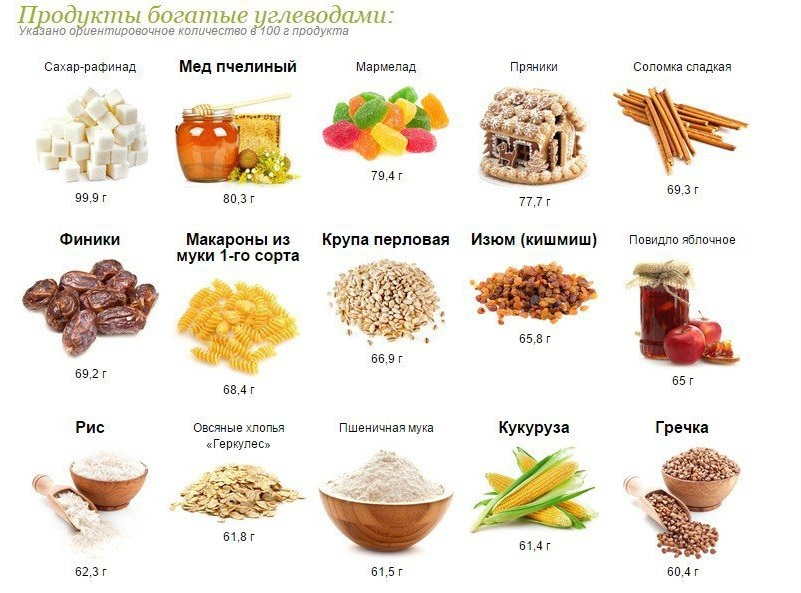 Продукты богатые углеводами:
Указано ориентировочное количество в 100 г продукта
Сахар-рафинад
99,9 г
Мед пчелиный
80,3 г
Мармелад
79,4 г
Пряники
77,7 г
Соломка сладкая
69,3 г
Финики
69,2 г
Макароны из
муки 1-го сорта
68,4 г
Крупа перловая
66,9 г
Изюм (кишмиш)
65,8 г
Повидло яблочное
65 г
Рис
62,3 г
Овсяные хлопья
«Геркулес»
61,8 г
Пшеничная мука
61,5 г
Кукуруза
61,4 г
Гречка
60,4 г